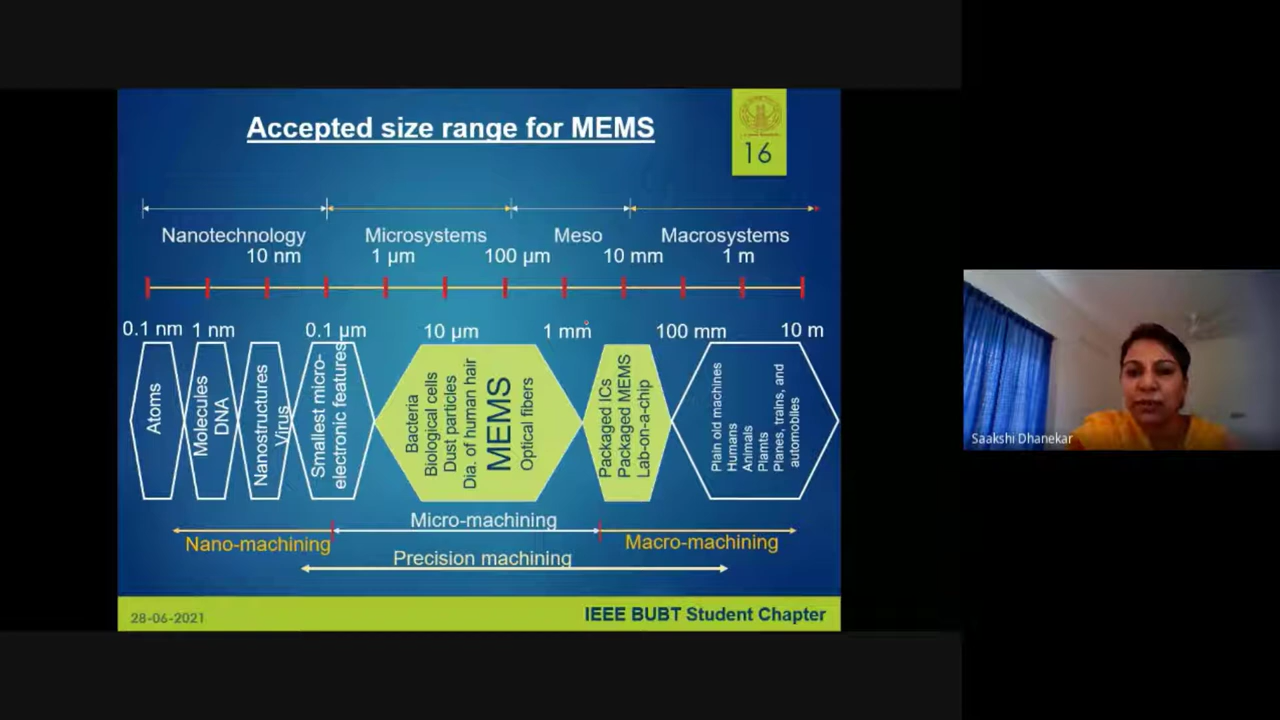 Accepted size range for MEMS
16
Nanotechnology
Microsystems
Meso
Macrosystems
10 nm
1 µm
100 µm
10 mm
1 m
0.1 nm
1 nm
0.1 µm
10 µm
1 mm
100 mm
10 m
Atoms
Molecules
DNA
Nanostructures
Virus
Smallest micro-
electronic features
Bacteria
Biological cells
Dust particles
Dia. of human hair
MEMS
Optical fibers
Packaged ICs
Packaged MEMS
Lab-on-a-chip
Plain old machines
Humans
Animals
Plamts
Planes, trains, and
automobiles
Micro-machining
Nano-machining
Macro-machining
Precision machining
28-06-2021
IEEE BUBT Student Chapter
Saakshi Dhanekar